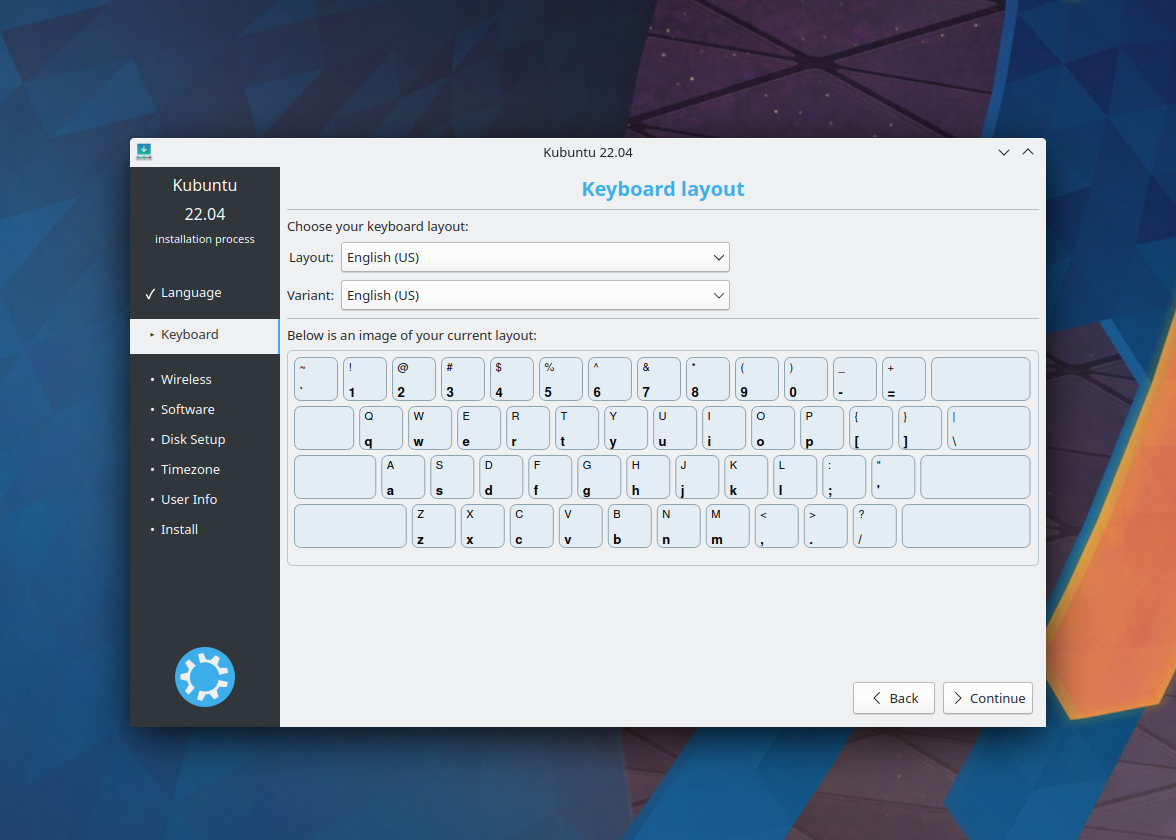 Kubuntu 22.04
Kubuntu
22.04
installation process
✓ Language
▸ Keyboard
• Wireless
• Software
• Disk Setup
• Timezone
• User Info
• Install
Keyboard layout
Choose your keyboard layout:
Layout: English (US)
Variant: English (US)
Below is an image of your current layout:
~ ! @ # $ % ^ & * ( ) _ +
` 1 2 3 4 5 6 7 8 9 0 - =
Q W E R T Y U I O P { } |
q w e r t y u i o p [ ] \
A S D F G H J K L : "
a s d f g h j k l ; '
Z X C V B N M < > ?
z x c v b n m , . /
Back Continue